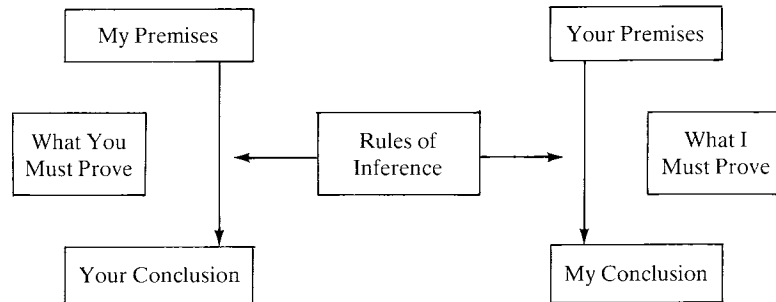 My Premises
Your Premises
What You
Must Prove
Rules of
Inference
What I
Must Prove
Your Conclusion
My Conclusion